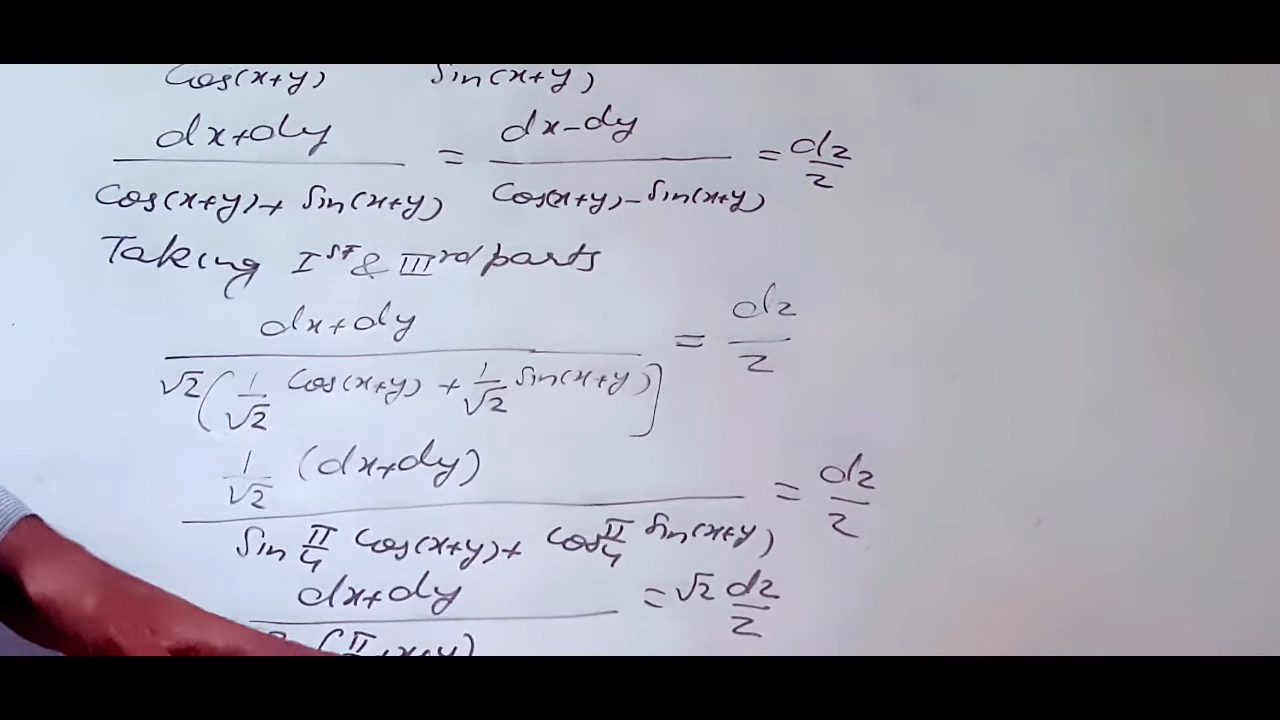 Cos(x+y) Sin(x+y)
dx+dy / Cos(x+y)+ Sin(x+y) = dx-dy / Cos(x+y)-Sin(x+y) = dz/z
Taking Iˢᵗ & IIIʳᵈ parts
dx+dy / √2(1/√2 Cos(x+y) + 1/√2 Sin(x+y)] = dz/z
1/√2 (dx+dy) / Sin π/4 Cos(x+y)+ Cos π/4 Sin(x+y) = dz/z
dx+dy / (π/ +x+y) = √2 dz/z